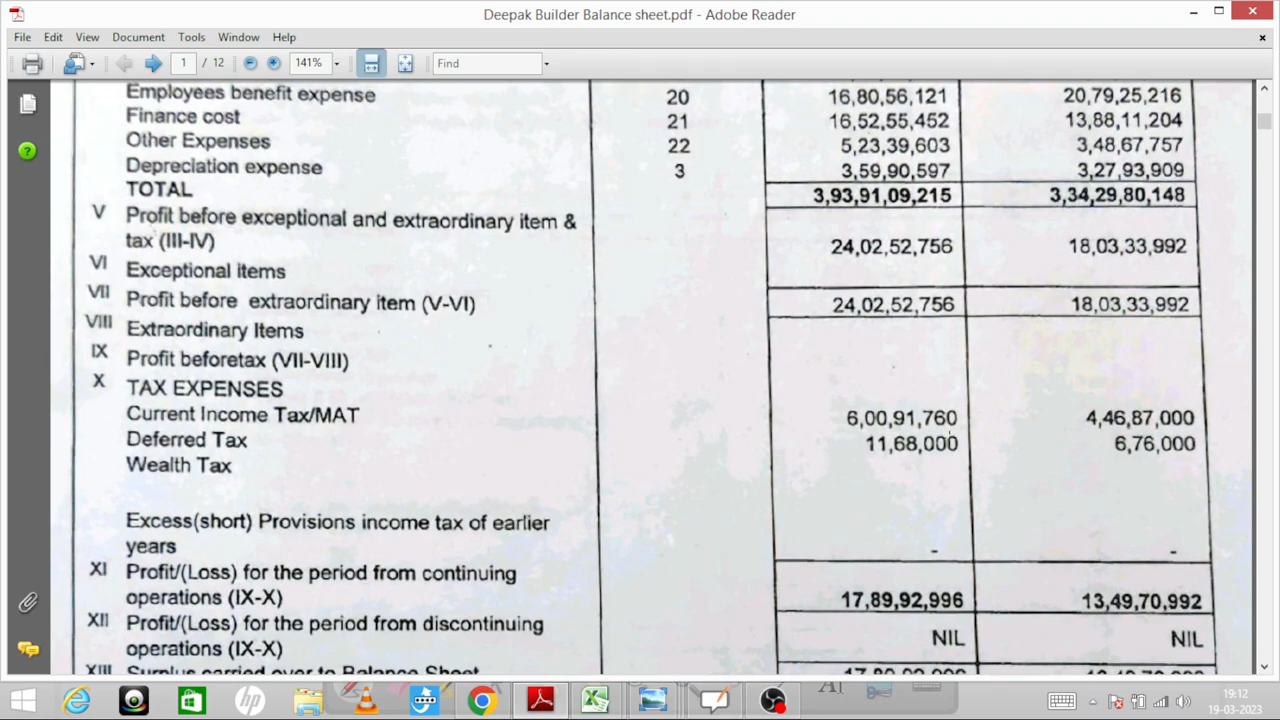 Deepak Builder Balance sheet.pdf - Adobe Reader
File Edit View Document Tools Window Help
1 / 12 141% Find
Employees benefit expense 20 16,80,56,121 20,79,25,216
Finance cost 21 16,52,55,452 13,88,11,204
Other Expenses 22 5,23,39,603 3,48,67,757
Depreciation expense 3 3,59,90,597 3,27,93,909
TOTAL 3,93,91,09,215 3,34,29,80,148
V Profit before exceptional and extraordinary item &
tax (III-IV) 24,02,52,756 18,03,33,992
VI Exceptional items
VII Profit before extraordinary item (V-VI) 24,02,52,756 18,03,33,992
VIII Extraordinary Items
IX Profit beforetax (VII-VIII)
X TAX EXPENSES
Current Income Tax/MAT 6,00,91,760 4,46,87,000
Deferred Tax 11,68,000 6,76,000
Wealth Tax
Excess(short) Provisions income tax of earlier
years - -
XI Profit/(Loss) for the period from continuing
operations (IX-X) 17,89,92,996 13,49,70,992
XII Profit/(Loss) for the period from discontinuing
operations (IX-X) NIL NIL
XIII Surplus carried over to Balance Sheet
19:12
19-03-2023